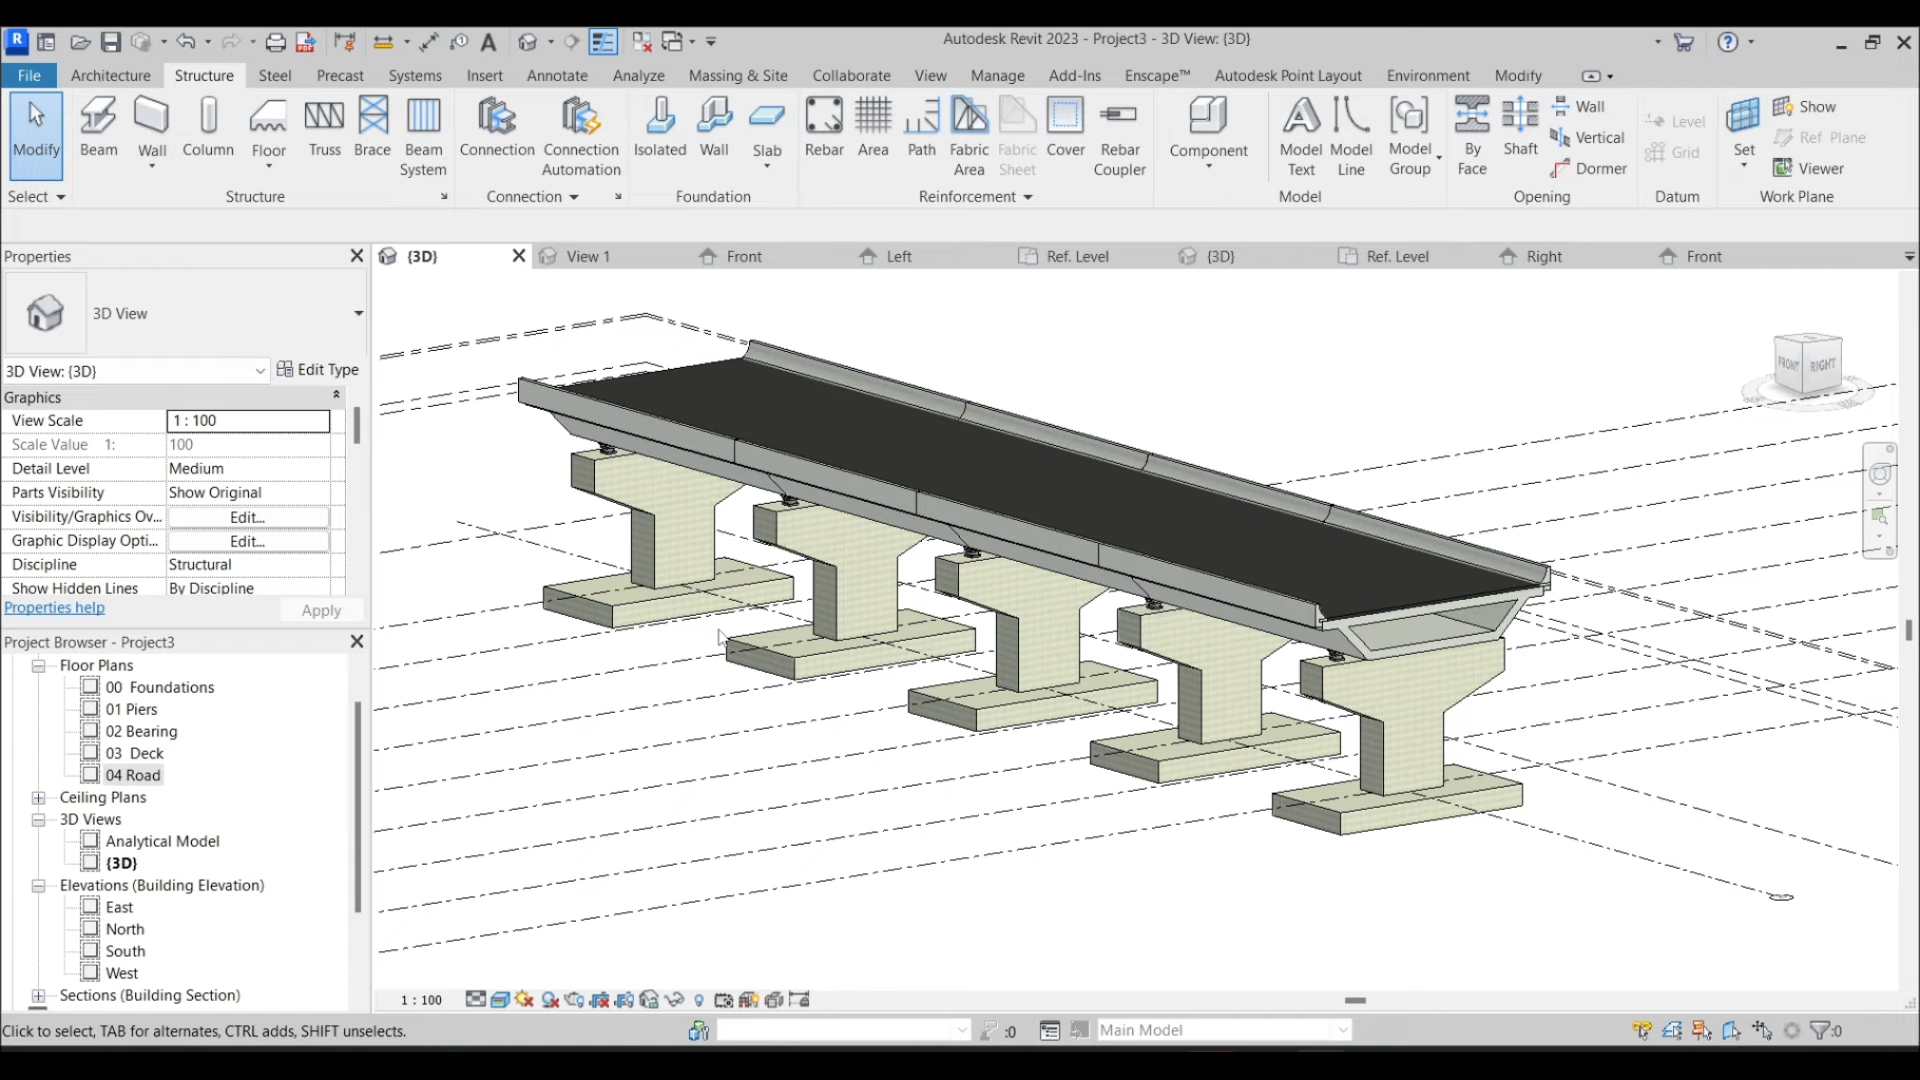 Autodesk Revit 2023 - Project3 - 3D View: {3D}
File Architecture Structure Steel Precast Systems Insert Annotate Analyze Massing & Site Collaborate View Manage Add-Ins Enscape™ Autodesk Point Layout Environment Modify
Modify Beam Wall Column Floor Truss Brace Beam System Connection Connection Automation Isolated Wall Slab Rebar Area Path Fabric Area Fabric Sheet Cover Rebar Coupler Component Model Text Model Line Model Group By Face Shaft Wall Vertical Dormer Level Grid Set Show Ref Plane Viewer
Select Structure Connection Foundation Reinforcement Model Opening Datum Work Plane
Properties
{3D} View 1 Front Left Ref. Level {3D} Ref. Level Right Front
3D View
3D View: {3D} Edit Type
Graphics
View Scale 1 : 100
Scale Value 1: 100
Detail Level Medium
Parts Visibility Show Original
Visibility/Graphics Ov... Edit...
Graphic Display Opti... Edit...
Discipline Structural
Show Hidden Lines By Discipline
Properties help Apply
FRONT RIGHT
Project Browser - Project3
Floor Plans
00 Foundations
01 Piers
02 Bearing
03 Deck
04 Road
Ceiling Plans
3D Views
Analytical Model
{3D}
Elevations (Building Elevation)
East
North
South
West
Sections (Building Section)
1 : 100
Click to select, TAB for alternates, CTRL adds, SHIFT unselects. :0 Main Model :0